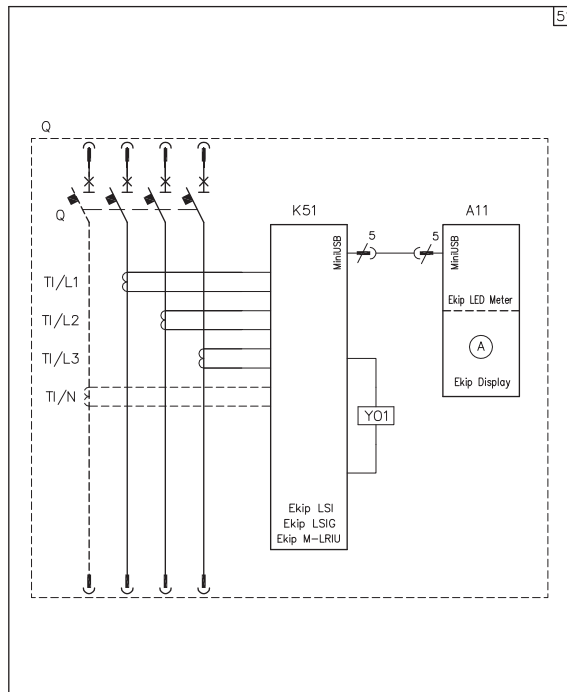 Q
Q
K51
A11
5
5
MiniUSB
MiniUSB
TI/L1
TI/L2
TI/L3
TI/N
Ekip LED Meter
A
Ekip Display
YO1
Ekip LSI
Ekip LSIG
Ekip M-LRIU